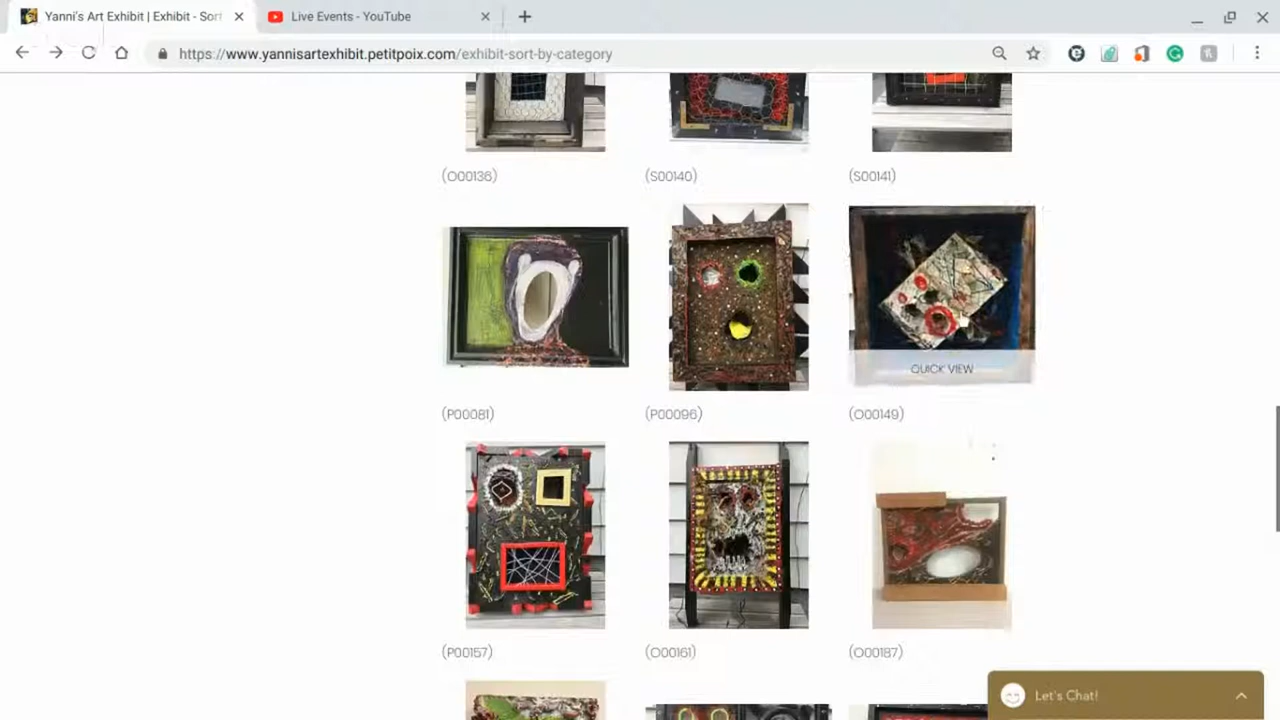 Yanni's Art Exhibit | Exhibit - Sort
Live Events - YouTube
https://www.yannisartexhibit.petitpoix.com/exhibit-sort-by-category
(O00136) (S00140) (S00141)
QUICK VIEW
(P00081) (P00096) (O00149)
(P00157) (O00161) (O00187)
Let's Chat!